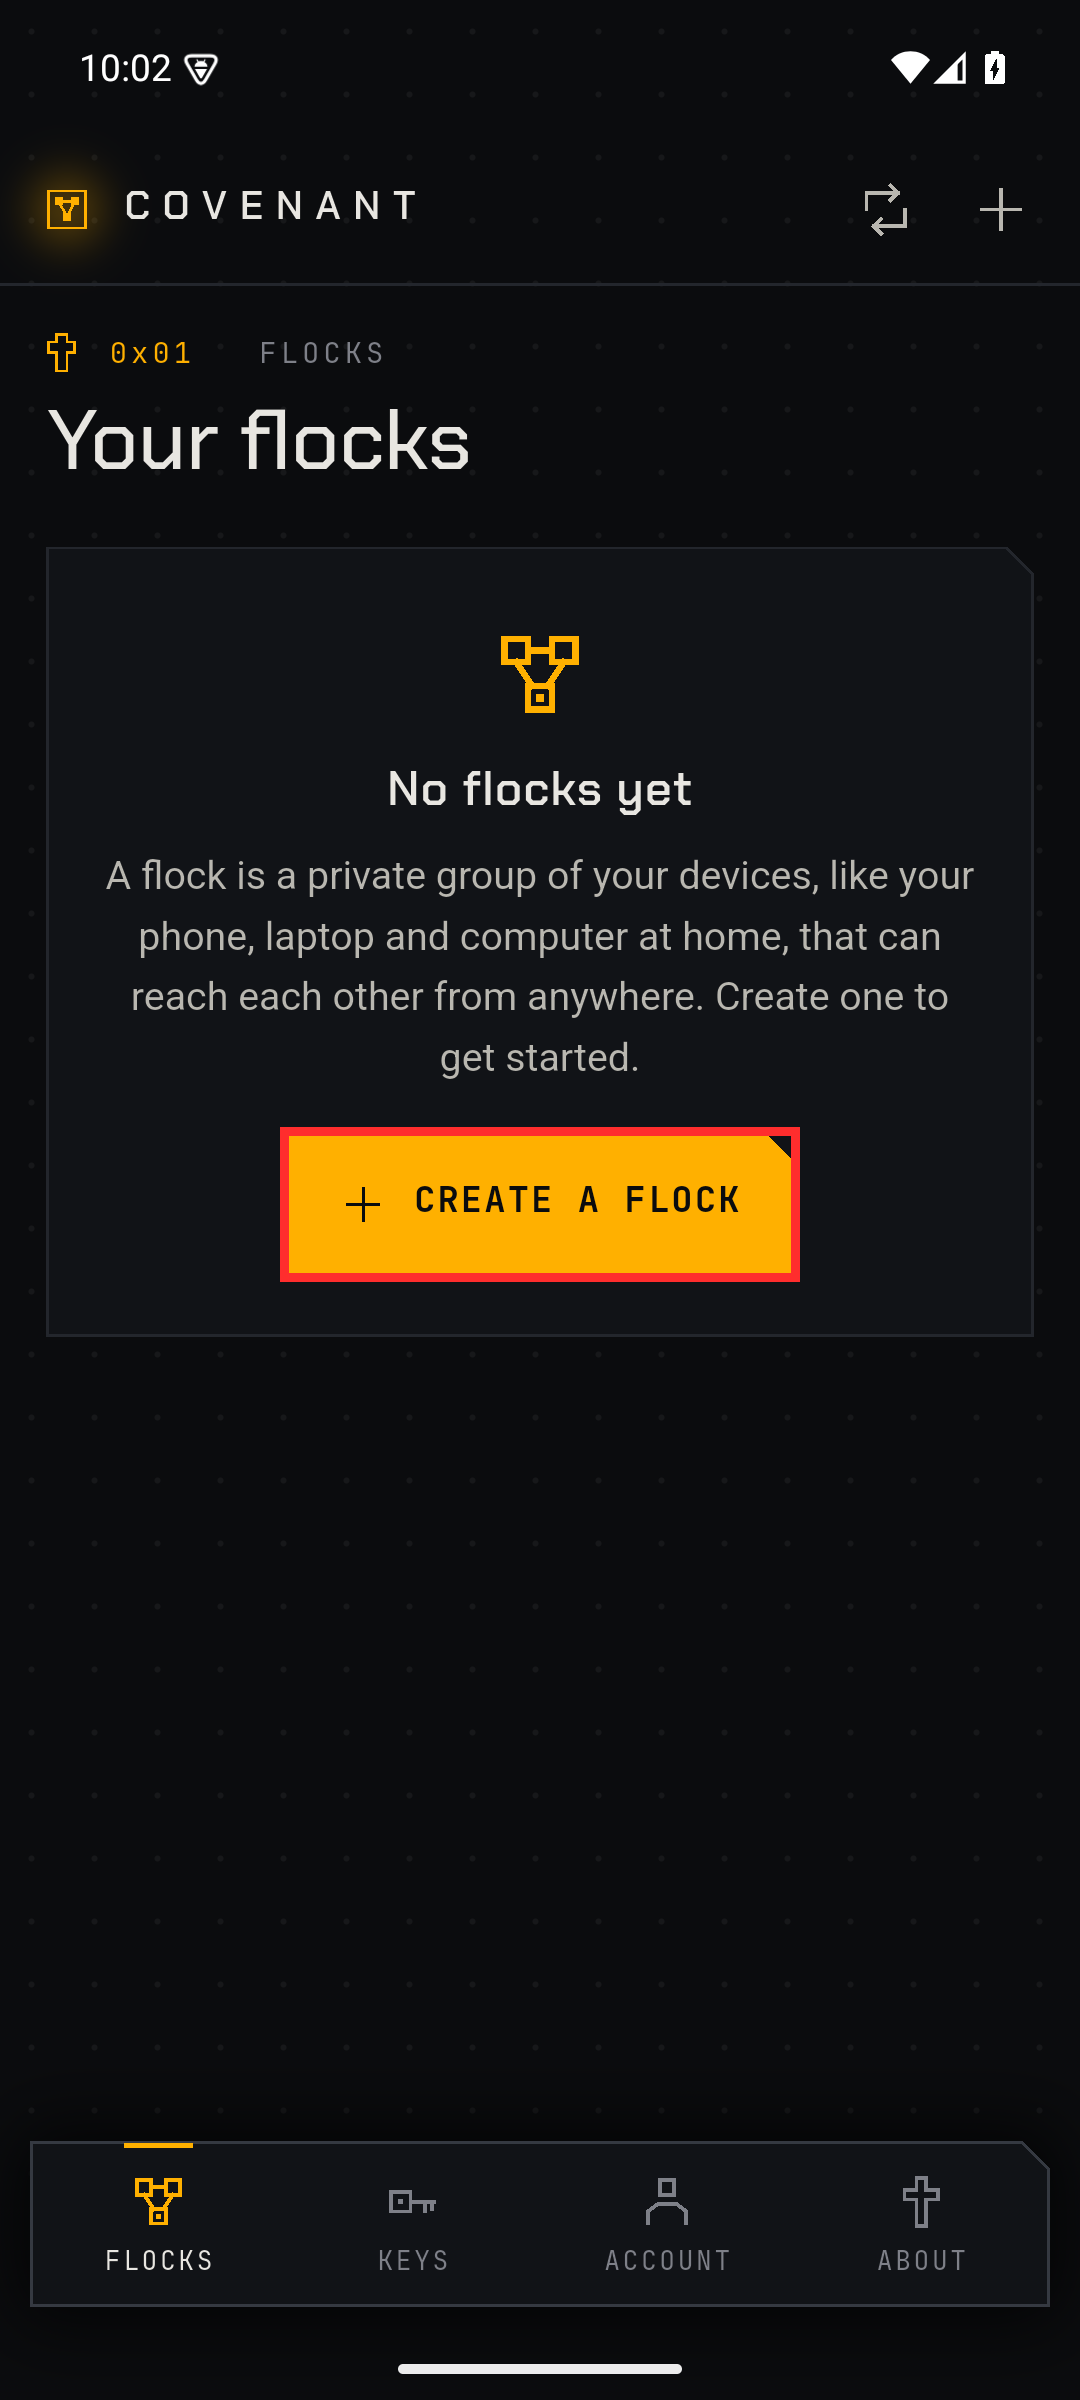 10:02
COVENANT
0x01 FLOCKS
Your flocks
No flocks yet
A flock is a private group of your devices, like your
phone, laptop and computer at home, that can
reach each other from anywhere. Create one to
get started.
CREATE A FLOCK
FLOCKS KEYS ACCOUNT ABOUT